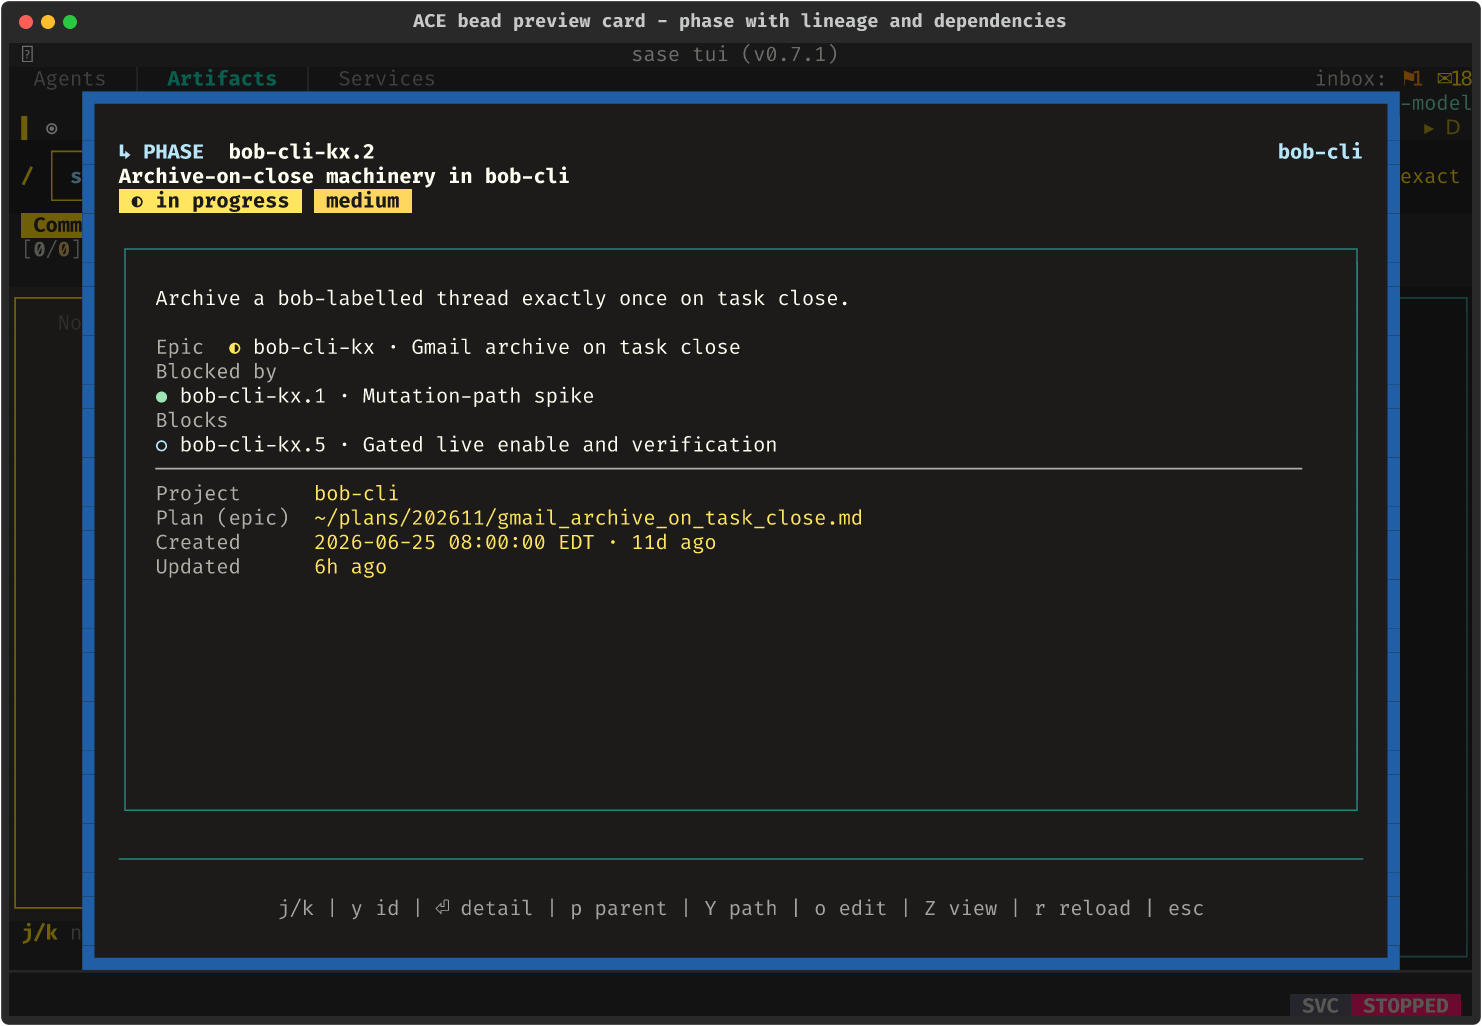 ACE bead preview card - phase with lineage and dependencies
sase tui (v0.7.1)
Agents | Artifacts | Services inbox: ⚑1 ✉18
-model
▸ D
↳ PHASE bob-cli-kx.2 bob-cli
Archive-on-close machinery in bob-cli
/ s exact
◐ in progress medium
Comm
[0/0]
Archive a bob-labelled thread exactly once on task close.
No
Epic ◐ bob-cli-kx · Gmail archive on task close
Blocked by
● bob-cli-kx.1 · Mutation-path spike
Blocks
○ bob-cli-kx.5 · Gated live enable and verification
Project bob-cli
Plan (epic) ~/plans/202611/gmail_archive_on_task_close.md
Created 2026-06-25 08:00:00 EDT · 11d ago
Updated 6h ago
j/k | y id | ⏎ detail | p parent | Y path | o edit | Z view | r reload | esc
j/k n
SVC STOPPED